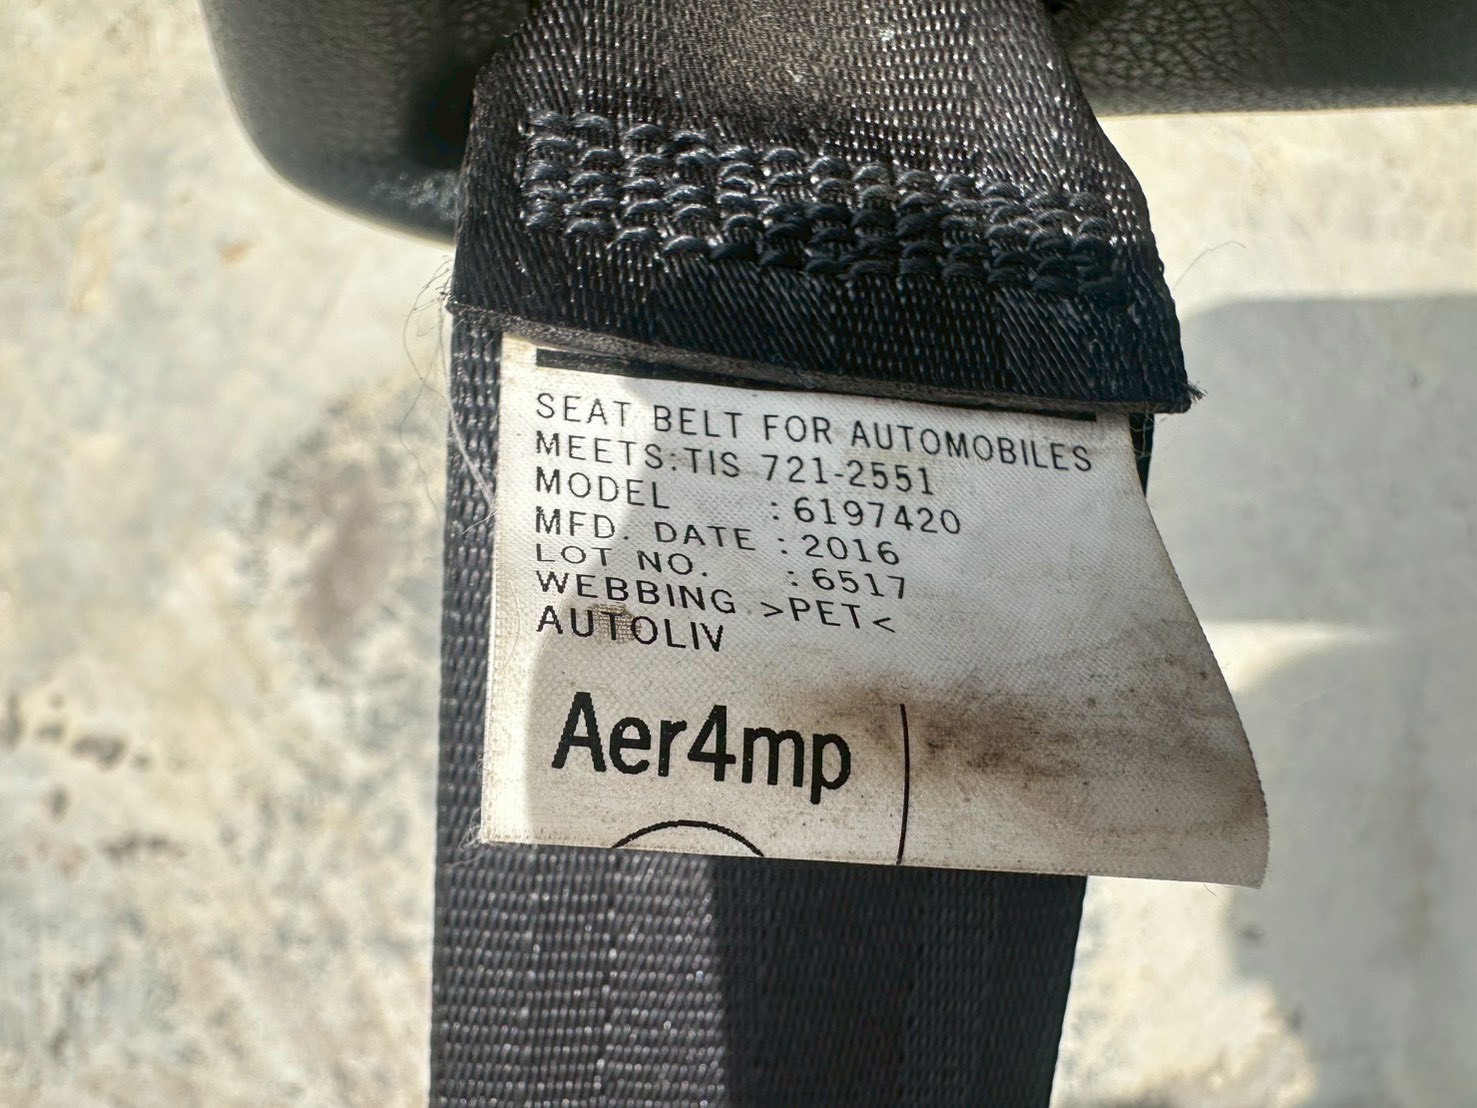 SEAT BELT FOR AUTOMOBILES
MEETS:TIS 721-2551
MODEL : 6197420
MFD. DATE : 2016
LOT NO. : 6517
WEBBING >PET<
AUTOLIV
Aer4mp